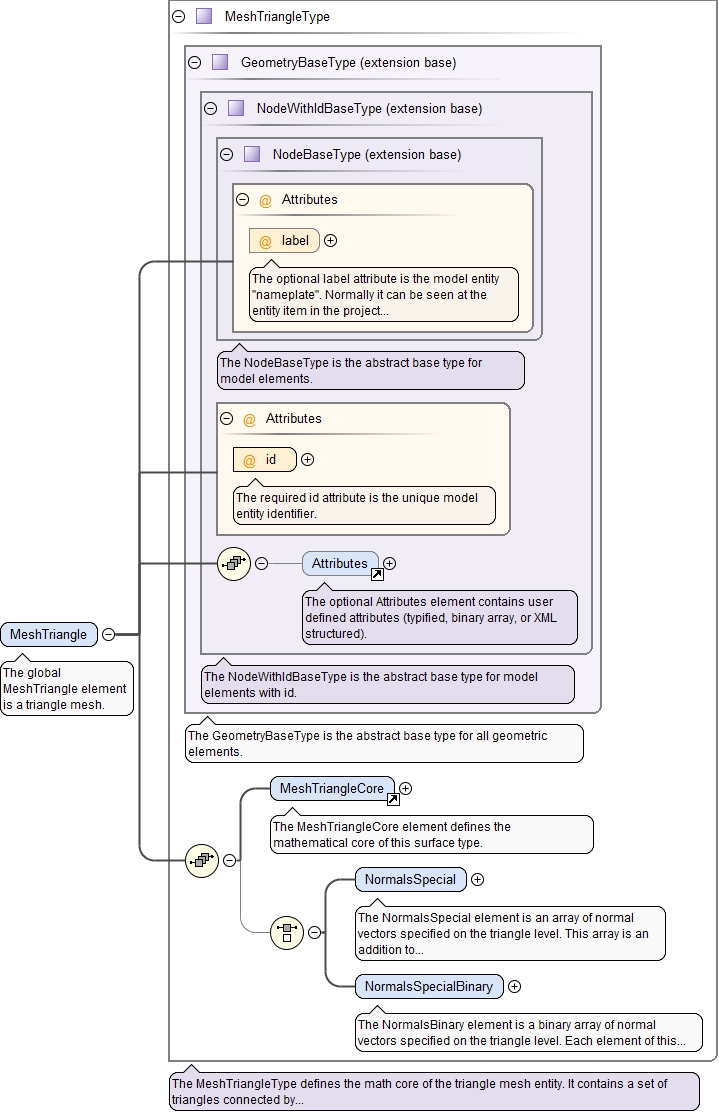 MeshTriangleType
GeometryBaseType (extension base)
NodeWithIdBaseType (extension base)
NodeBaseType (extension base)
@ Attributes
@ label
The optional label attribute is the model entity
"nameplate". Normally it can be seen at the
entity item in the project...
The NodeBaseType is the abstract base type for
model elements.
@ Attributes
@ id
The required id attribute is the unique model
entity identifier.
Attributes
The optional Attributes element contains user
defined attributes (typified, binary array, or XML
structured).
The NodeWithIdBaseType is the abstract base type for model
elements with id.
The GeometryBaseType is the abstract base type for all geometric
elements.
MeshTriangle
The global
MeshTriangle element
is a triangle mesh.
MeshTriangleCore
The MeshTriangleCore element defines the
mathematical core of this surface type.
NormalsSpecial
The NormalsSpecial element is an array of normal
vectors specified on the triangle level. This array is an
addition to...
NormalsSpecialBinary
The NormalsBinary element is a binary array of normal
vectors specified on the triangle level. Each element of this...
The MeshTriangleType defines the math core of the triangle mesh entity. It contains a set of
triangles connected by...